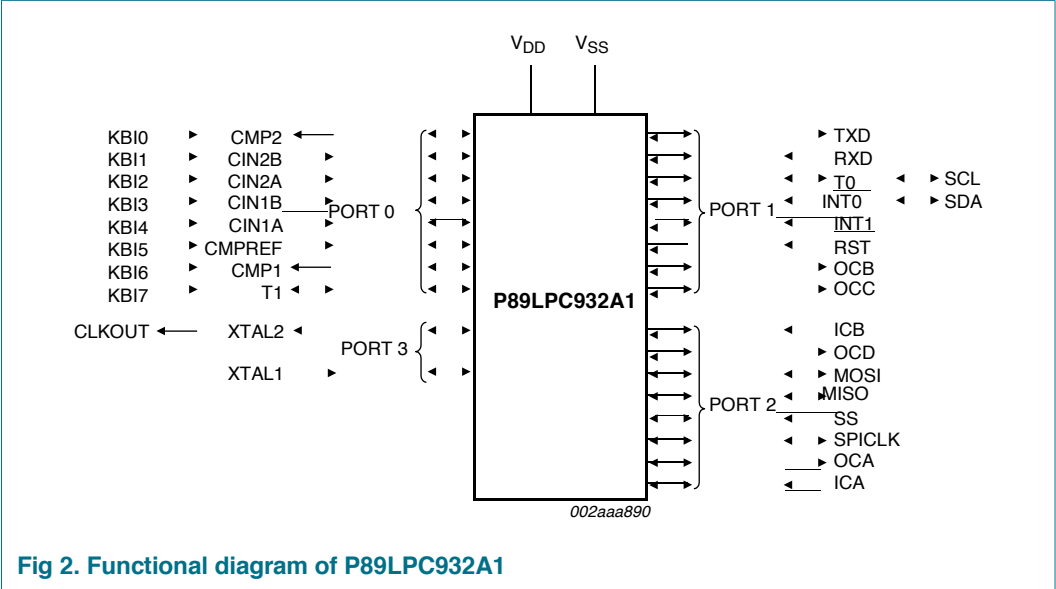 VDD VSS
KBI0 CMP2 TXD
KBI1 CIN2B RXD
KBI2 CIN2A T0 SCL
KBI3 CIN1B PORT 0 PORT 1 INT0 SDA
KBI4 CIN1A INT1
KBI5 CMPREF RST
KBI6 CMP1 OCB
KBI7 T1 OCC
P89LPC932A1
CLKOUT XTAL2 ICB
PORT 3 OCD
XTAL1 MOSI
MISO
PORT 2 SS
SPICLK
OCA
ICA
002aaa890
Fig 2. Functional diagram of P89LPC932A1